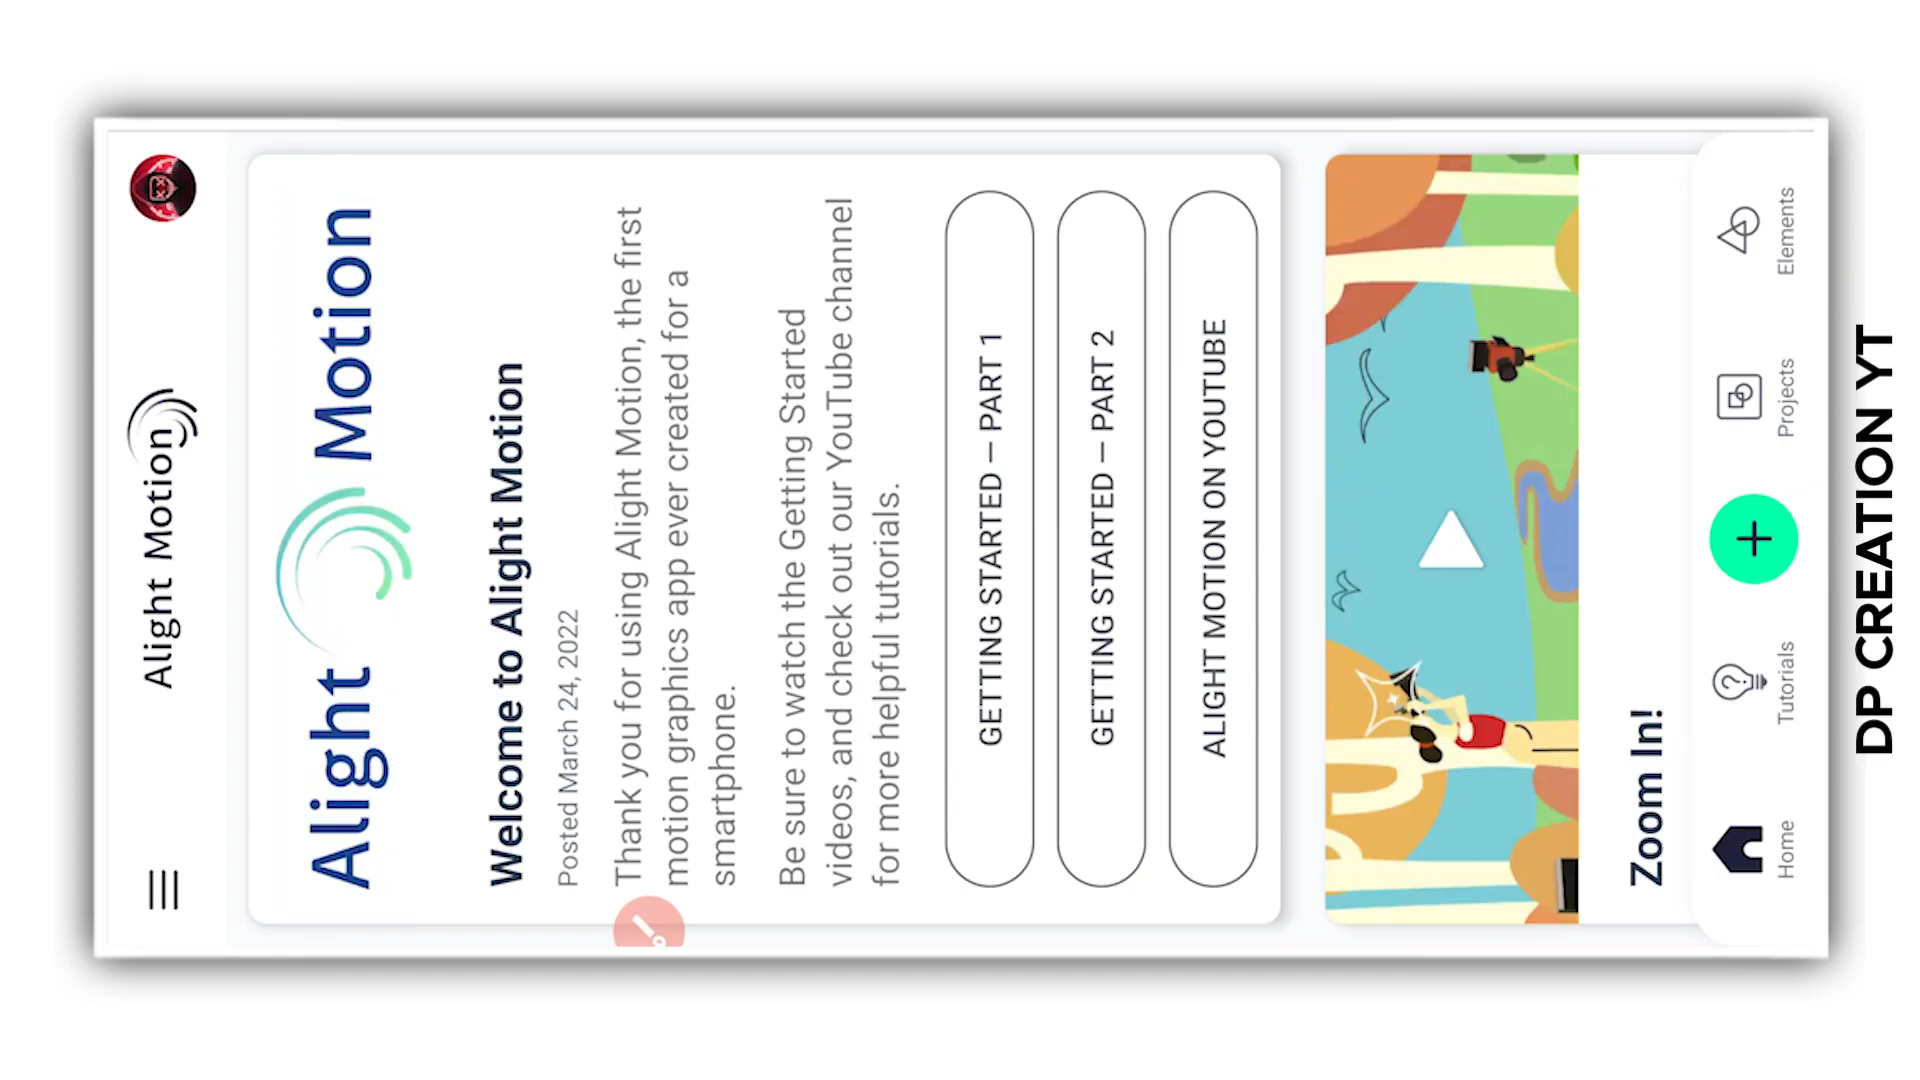 Alight Motion
Alight Motion
Welcome to Alight Motion
Posted March 24, 2022
Thank you for using Alight Motion, the first
motion graphics app ever created for a
smartphone.
Be sure to watch the Getting Started
videos, and check out our YouTube channel
for more helpful tutorials.
GETTING STARTED — PART 1
GETTING STARTED — PART 2
ALIGHT MOTION ON YOUTUBE
Zoom In!
Home
Tutorials
Projects
Elements
DP CREATION YT